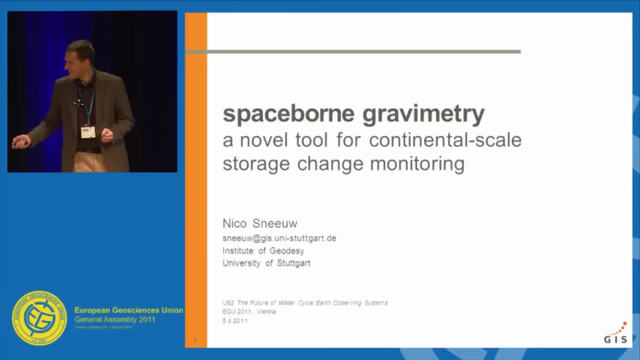 spaceborne gravimetry
a novel tool for continental-scale
storage change monitoring
Nico Sneeuw
sneeuw@gis.uni-stuttgart.de
Institute of Geodesy
University of Stuttgart
US2 The Future of Water Cycle Earth Observing Systems
EGU 2011, Vienna
5.4.2011
GIS
European Geosciences Union
General Assembly 2011